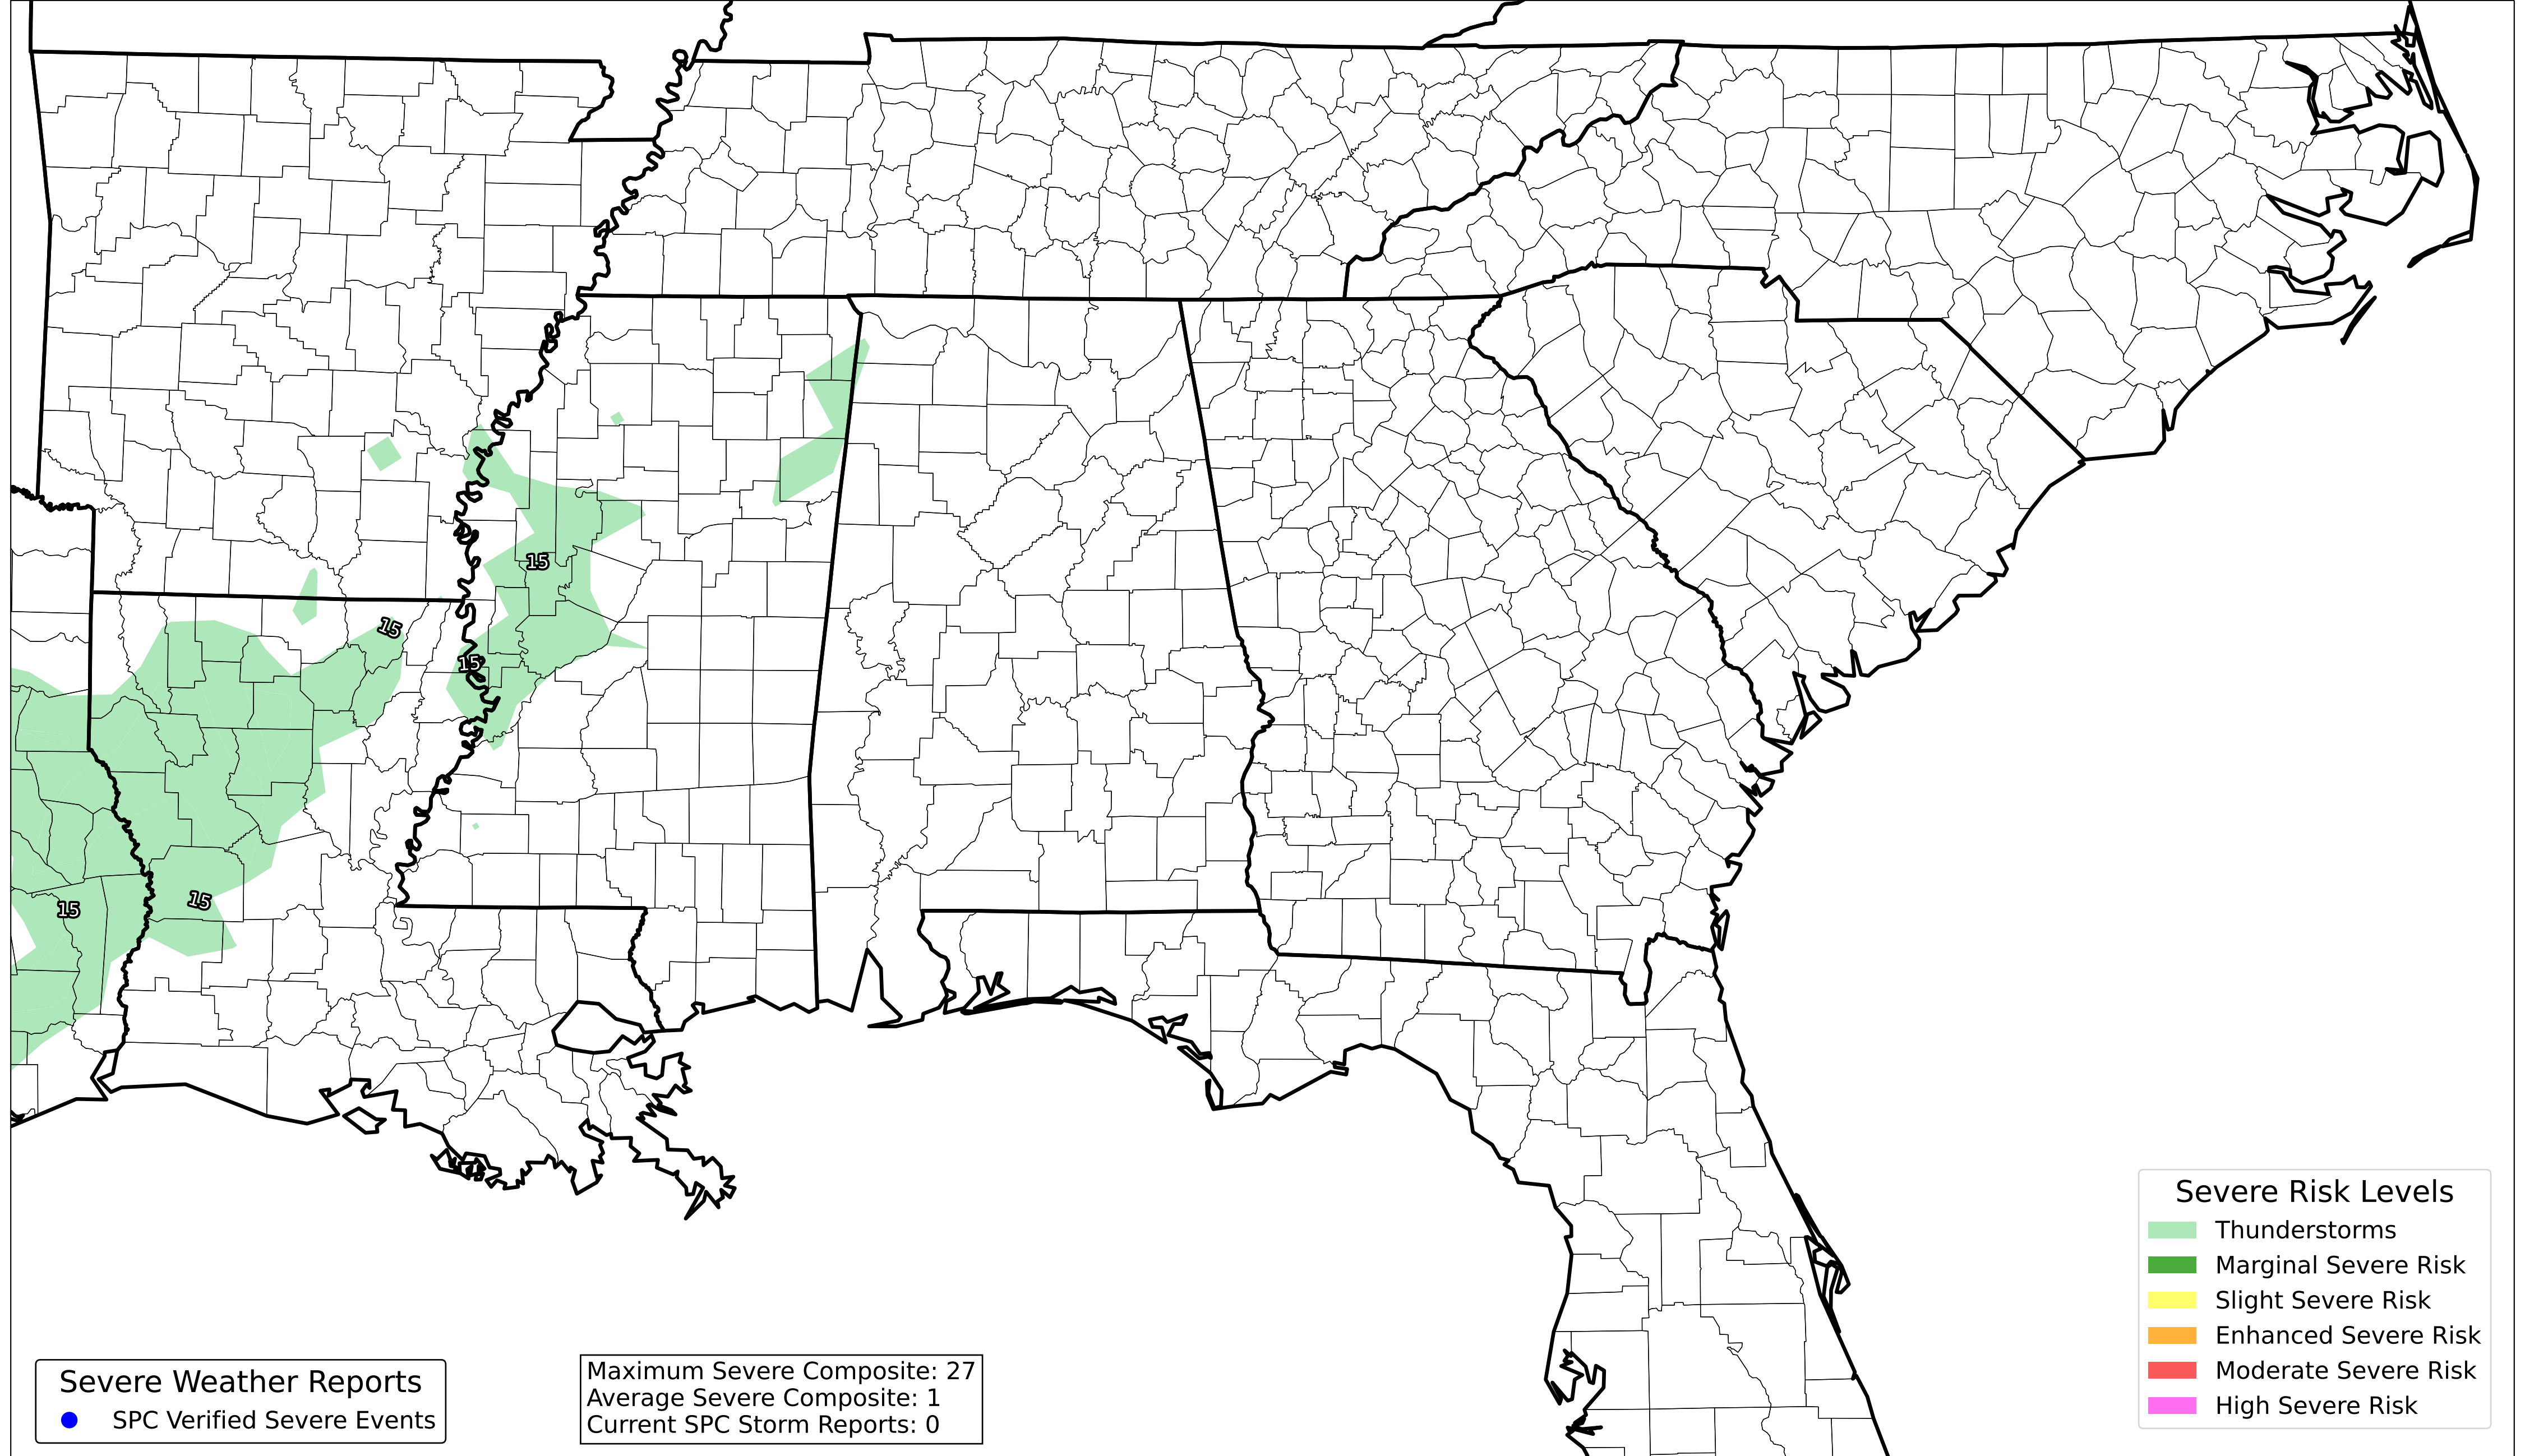 15
15
15
15
15
Severe Risk Levels
Thunderstorms
Marginal Severe Risk
Slight Severe Risk
Enhanced Severe Risk
Moderate Severe Risk
High Severe Risk
Severe Weather Reports
SPC Verified Severe Events
Maximum Severe Composite: 27
Average Severe Composite: 1
Current SPC Storm Reports: 0